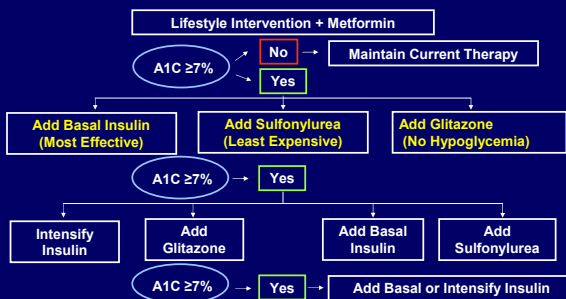 Lifestyle Intervention + Metformin
A1C ≥7%
No
Maintain Current Therapy
Yes
Add Basal Insulin
(Most Effective)
Add Sulfonylurea
(Least Expensive)
Add Glitazone
(No Hypoglycemia)
A1C ≥7%
Yes
Intensify
Insulin
Add
Glitazone
Add Basal
Insulin
Add
Sulfonylurea
A1C ≥7%
Yes
Add Basal or Intensify Insulin